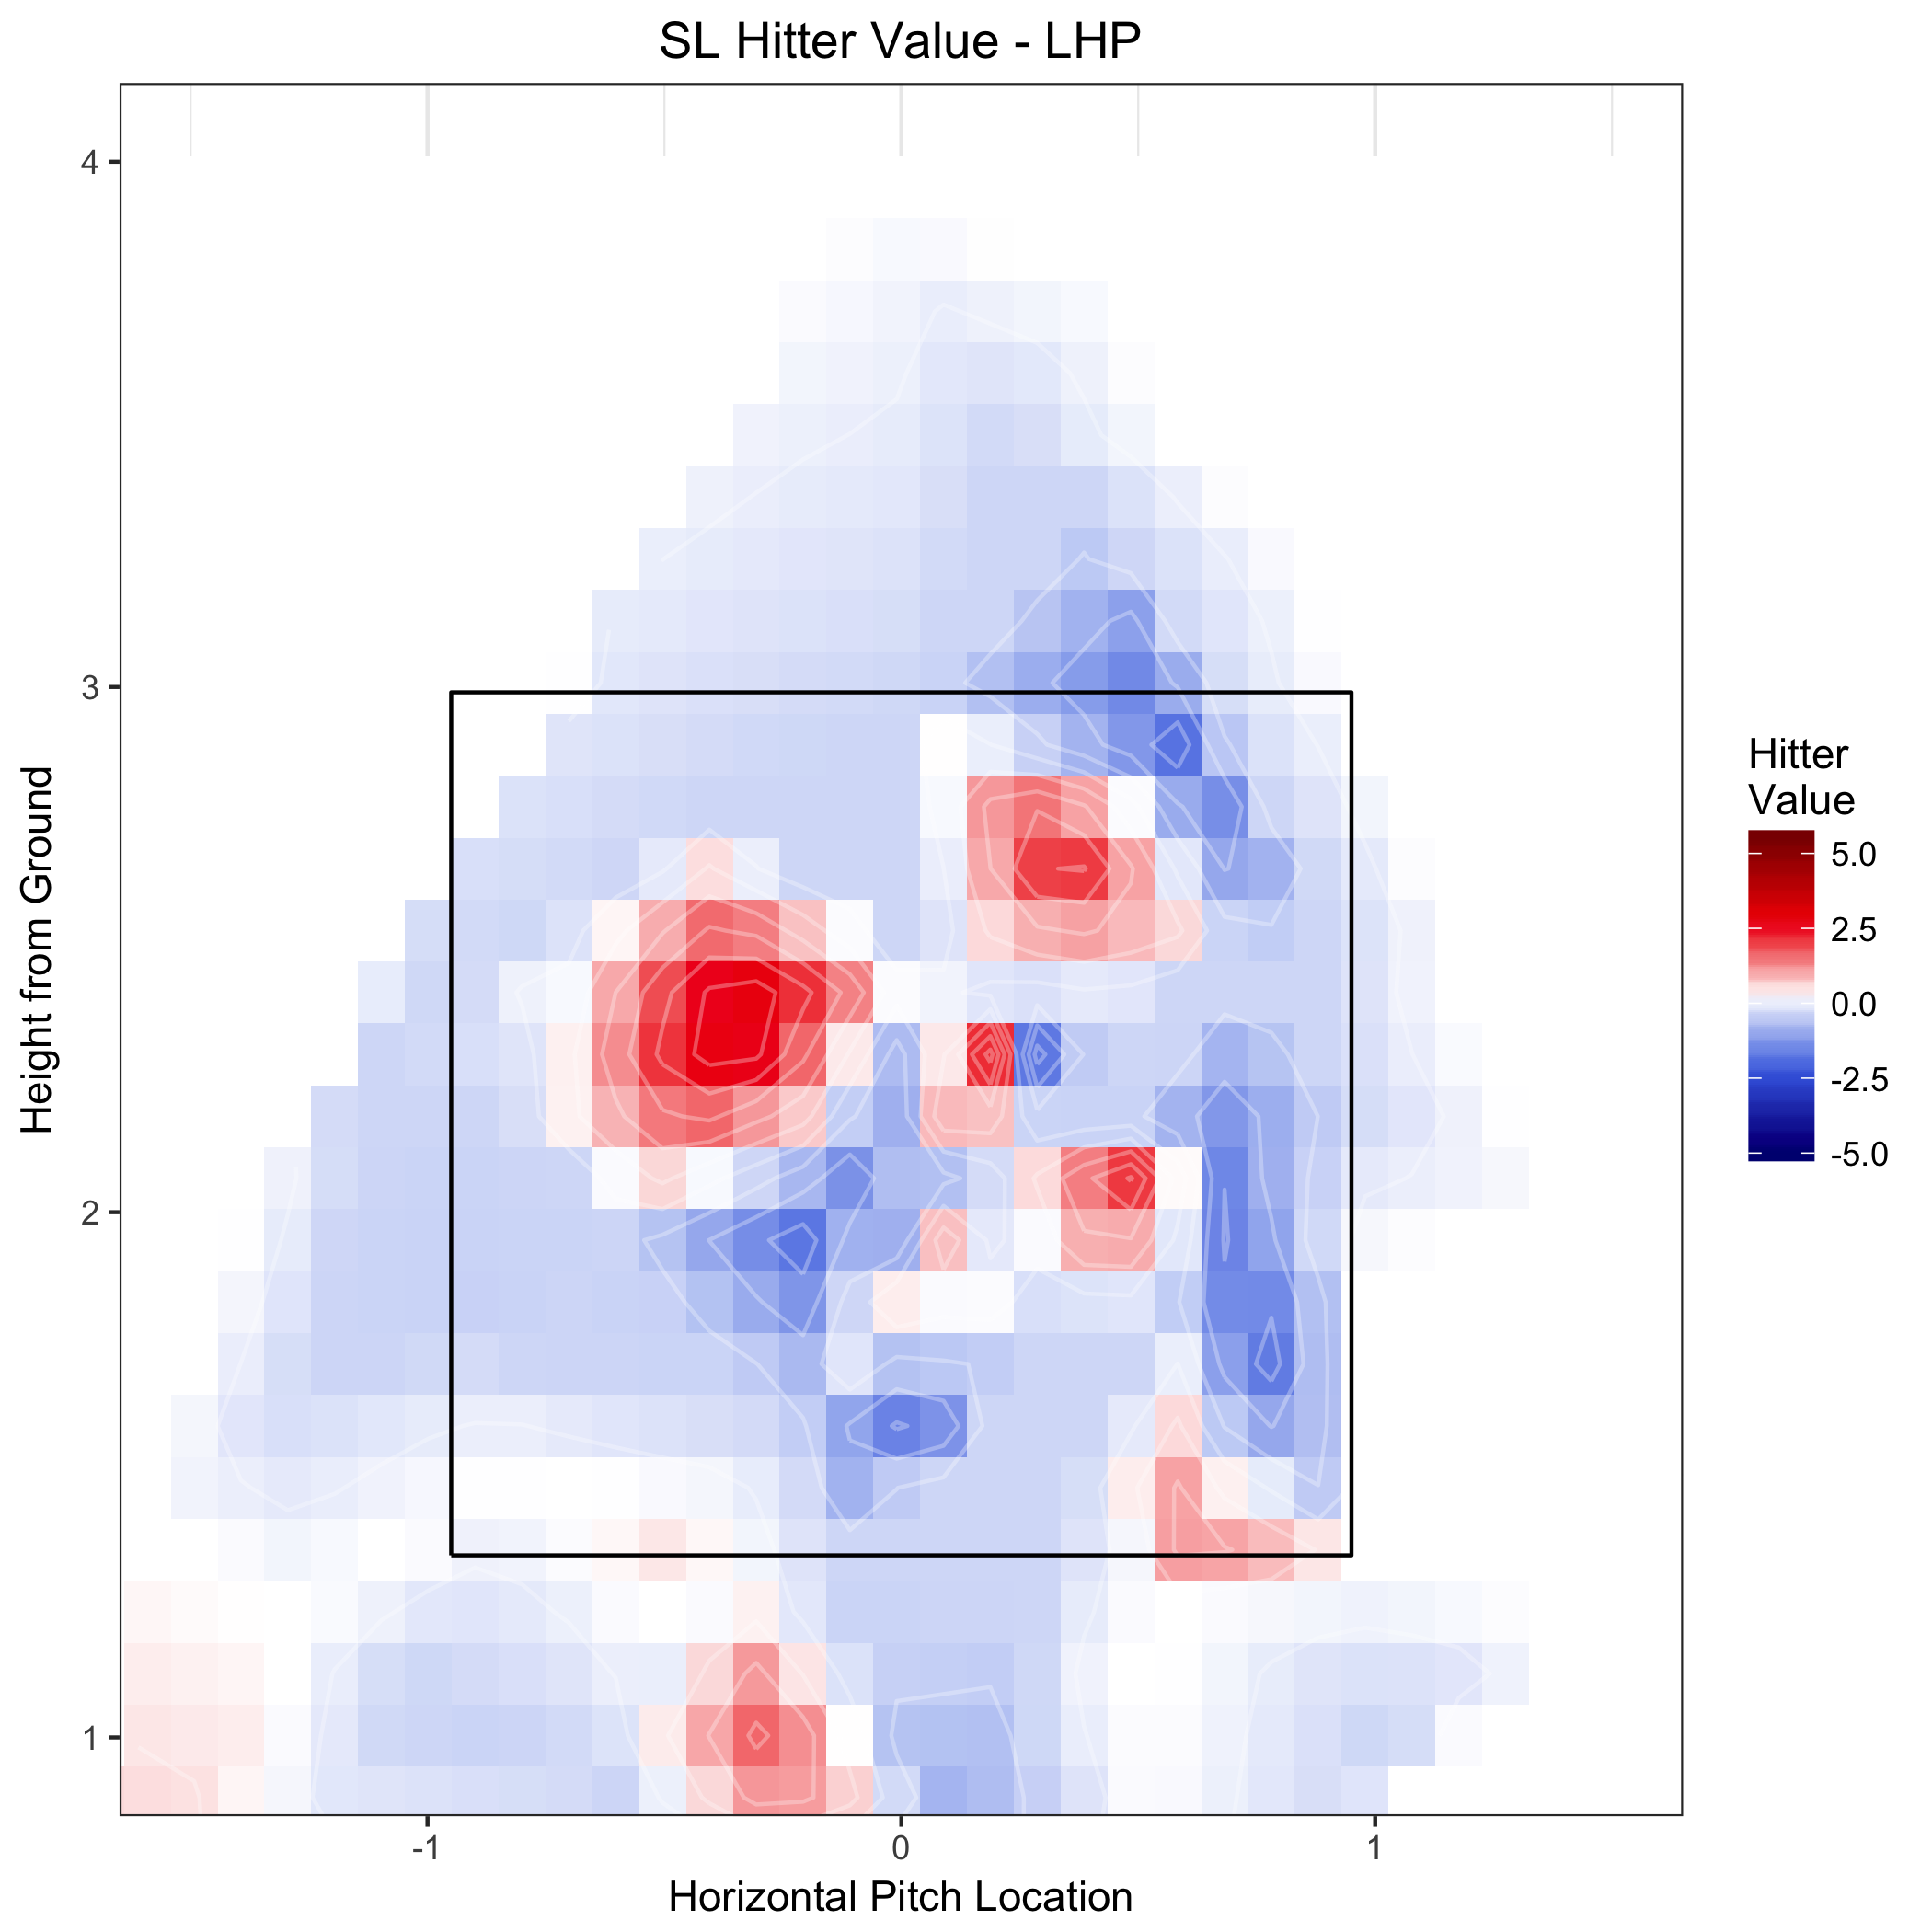 SL Hitter Value - LHP
4
3
2
1
Height from Ground
-1 0 1
Horizontal Pitch Location
Hitter
Value
5.0
2.5
0.0
-2.5
-5.0